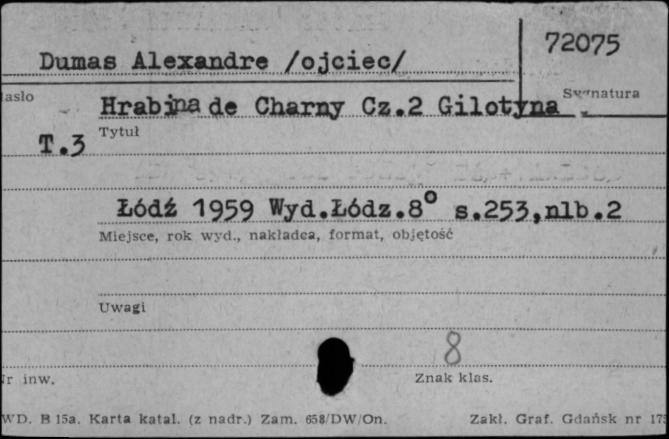 72075
Dumas Alexandre /ojciec/
Sygnatura
Hrabina de Charny Cz.2 Gilotyna
Tytuł
T.3
Łódź 1959 Wyd.Łódz.8° s.253,nlb.2
Miejsce, rok wyd., nakładca, format, objętość
Uwagi
8
inw.
Znak klas.
WD. B 15a. Karta katal. (z nadr.) Zam. 658/DW/On. Zakł. Graf. Gdańsk nr